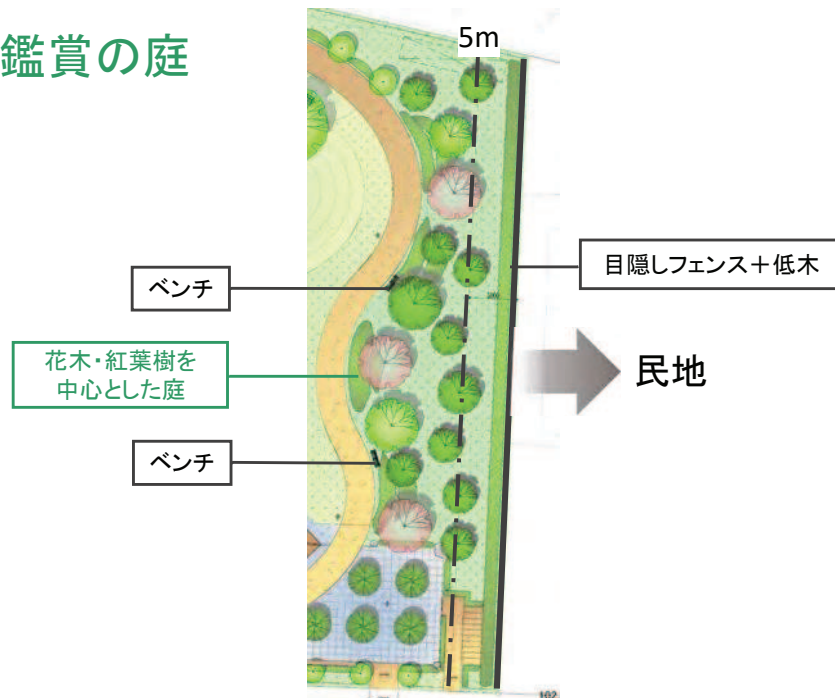 鑑賞の庭
5m
目隠しフェンス+低木
ベンチ
花木・紅葉樹を
中心とした庭
民地
ベンチ
102